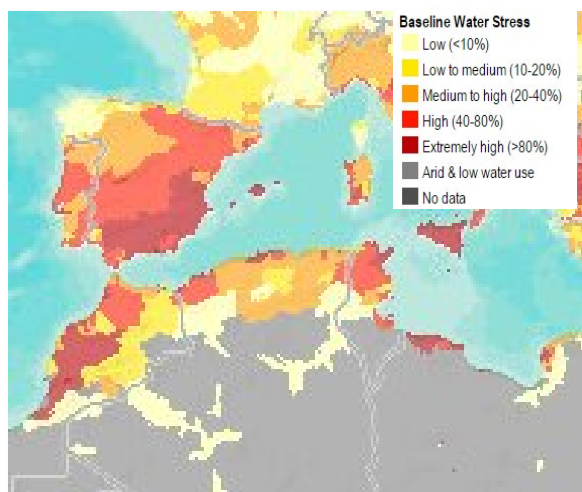 Baseline Water Stress
Low (<10%)
Low to medium (10-20%)
Medium to high (20-40%)
High (40-80%)
Extremely high (>80%)
Arid & low water use
No data